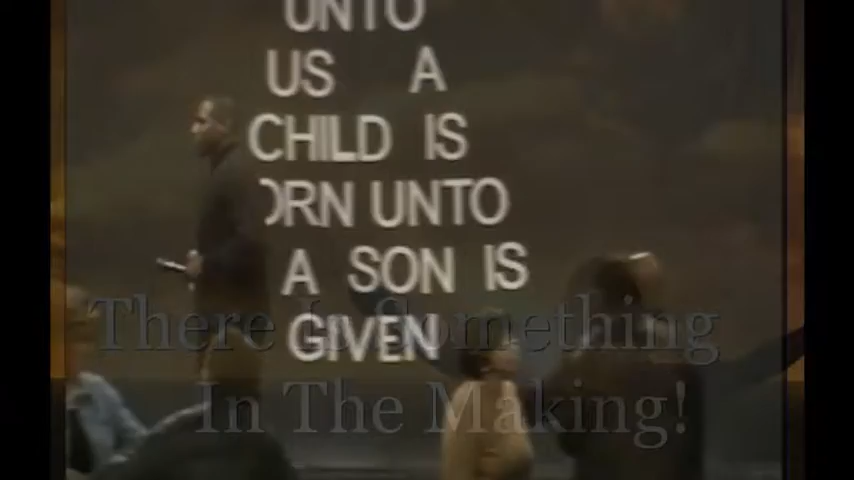 UNTO
US A
CHILD IS
ORN UNTO
A SON IS
GIVEN
There Is Something
In The Making!